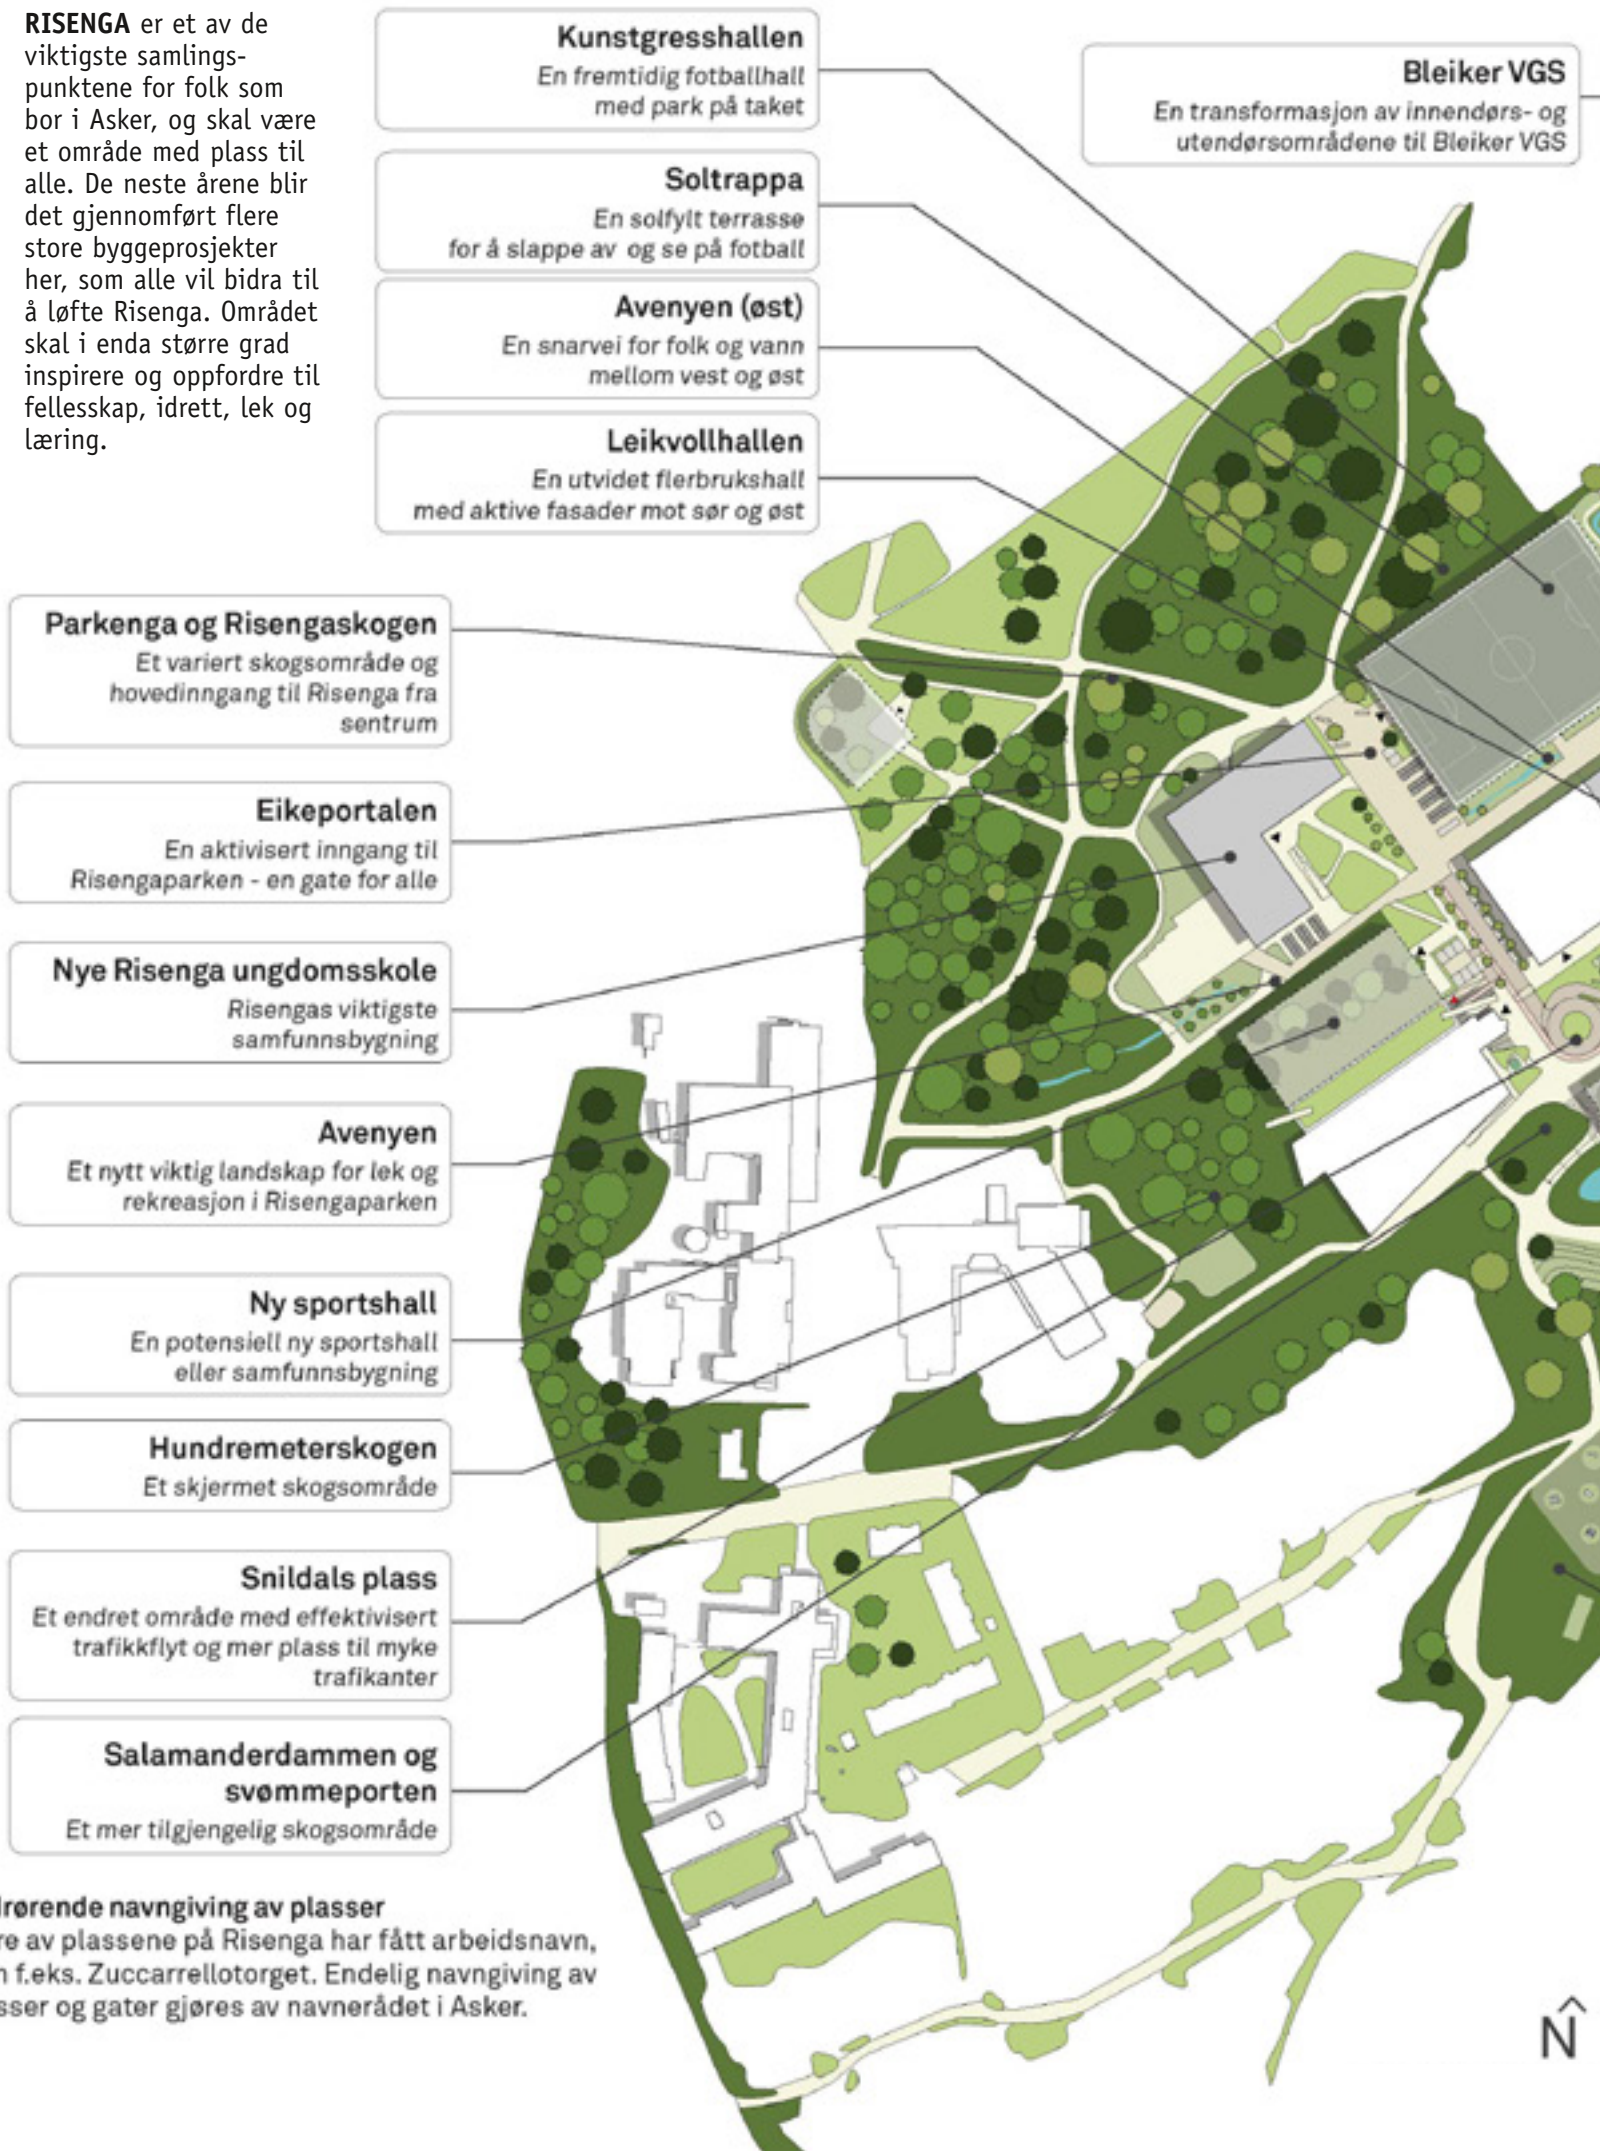 RISENGA er et av de
viktigste samlings-
punktene for folk som
bor i Asker, og skal være
et område med plass til
alle. De neste årene blir
det gjennomført flere
store byggeprosjekter
her, som alle vil bidra til
å løfte Risenga. Området
skal i enda større grad
inspirere og oppfordre til
fellesskap, idrett, lek og
læring.
Kunstgresshallen
En fremtidig fotballhall
med park på taket
Bleiker VGS
En transformasjon av innendørs- og
utendørsområdene til Bleiker VGS
Soltrappa
En solfylt terrasse
for å slappe av og se på fotball
Avenyen (øst)
En snarvei for folk og vann
mellom vest og øst
Leikvollhallen
En utvidet flerbrukshall
med aktive fasader mot sør og øst
Parkenga og Risengaskogen
Et variert skogsområde og
hovedinngang til Risenga fra
sentrum
Eikeportalen
En aktivisert inngang til
Risengaparken - en gate for alle
Nye Risenga ungdomsskole
Risengas viktigste
samfunnsbygning
Avenyen
Et nytt viktig landskap for lek og
rekreasjon i Risengaparken
Ny sportshall
En potensiell ny sportshall
eller samfunnsbygning
Hundremeterskogen
Et skjermet skogsområde
Snildals plass
Et endret område med effektivisert
trafikkflyt og mer plass til myke
trafikanter
Salamanderdammen og
svømmeporten
Et mer tilgjengelig skogsområde
rørende navngiving av plasser
re av plassene på Risenga har fått arbeidsnavn,
f.eks. Zuccarrellotorget. Endelig navngiving av
sser og gater gjøres av navnerådet i Asker.
N